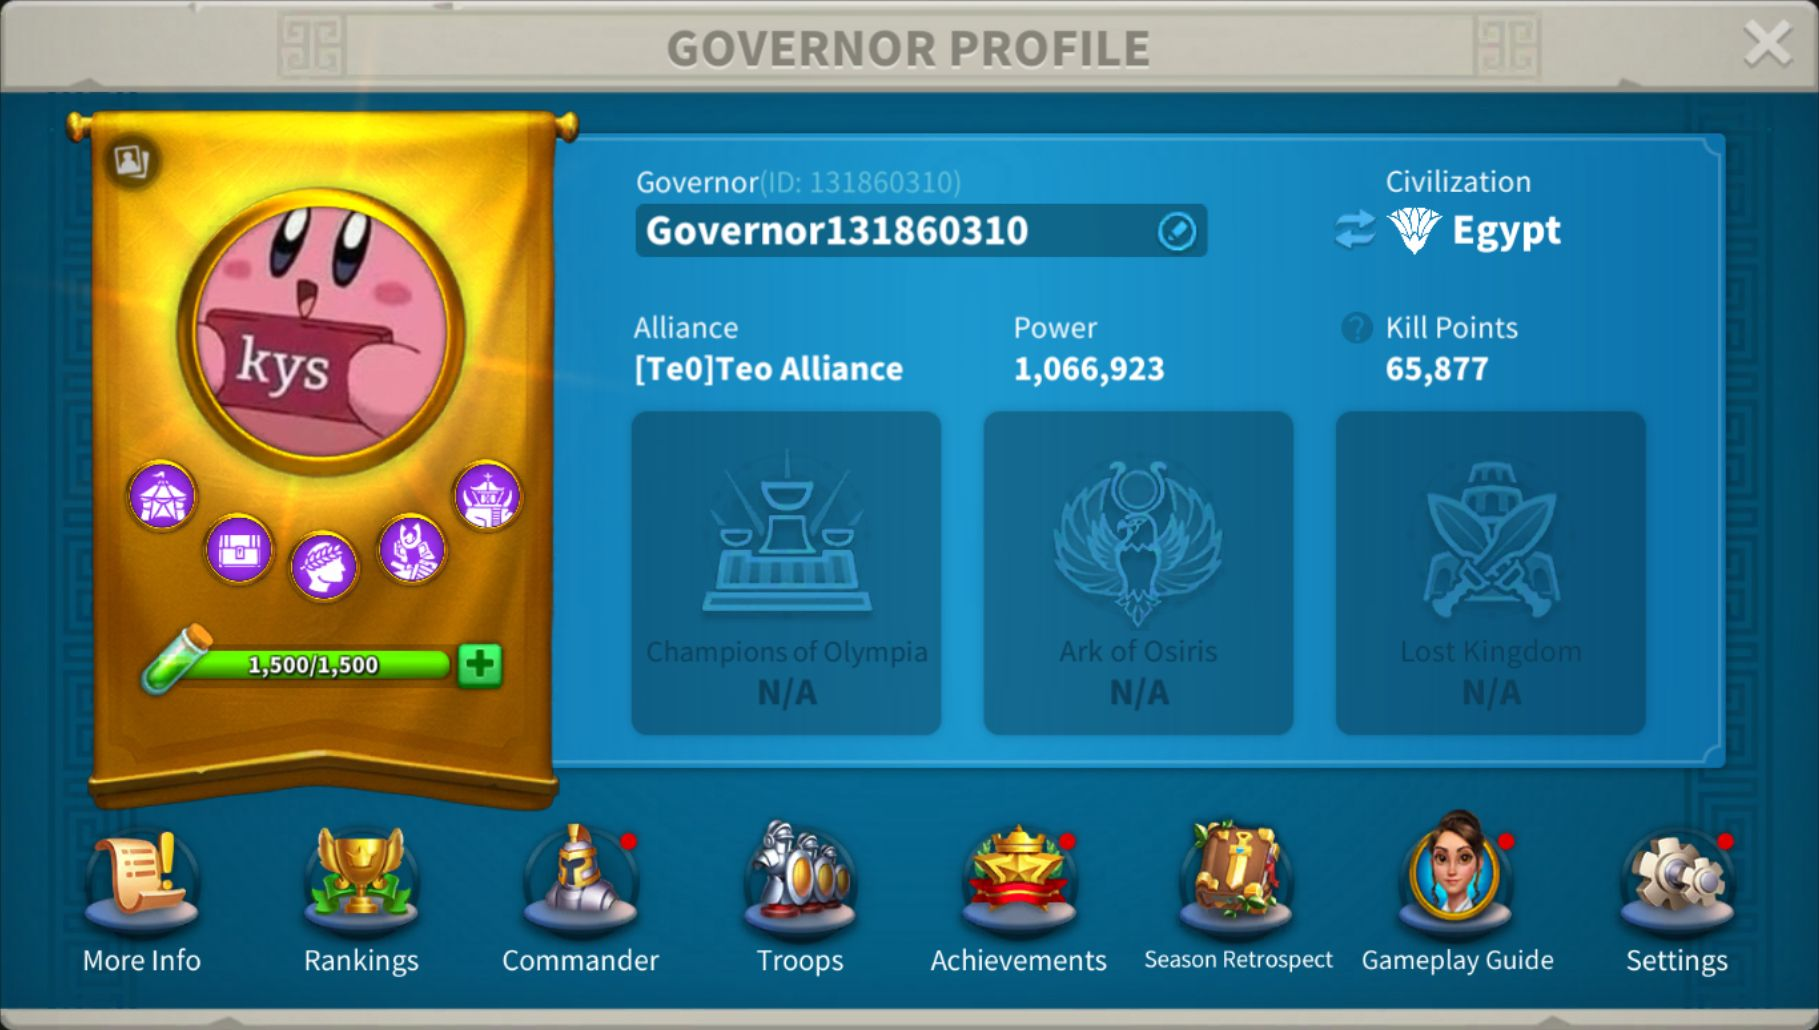 GOVERNOR PROFILE
Governor(ID: 131860310)
Governor131860310
Civilization
Egypt
Alliance
[Te0]Teo Alliance
Power
1,066,923
? Kill Points
65,877
kys
Champions of Olympia
N/A
Ark of Osiris
N/A
Lost Kingdom
N/A
1,500/1,500
More Info
Rankings
Commander
Troops
Achievements
Season Retrospect
Gameplay Guide
Settings